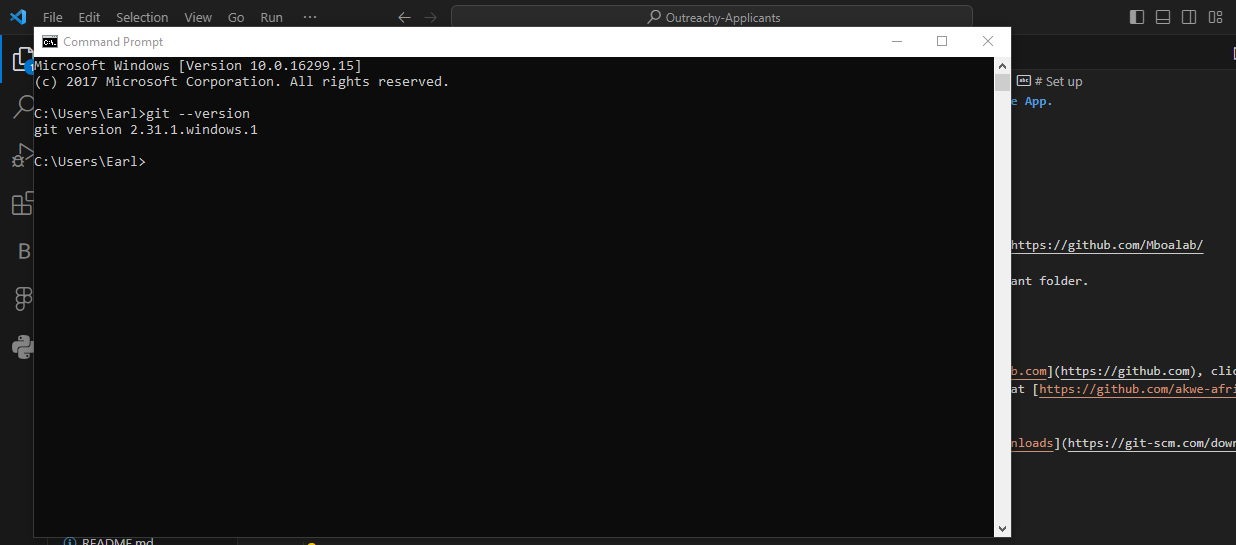 File Edit Selection View Go Run ··· Outreachy-Applicants
Command Prompt
Microsoft Windows [Version 10.0.16299.15]
(c) 2017 Microsoft Corporation. All rights reserved.
C:\Users\Earl>git --version
git version 2.31.1.windows.1
C:\Users\Earl>
# Set up
e App.
https://github.com/Mboalab/
ant folder.
b.com](https://github.com), clic
at [https://github.com/akwe-afri
nloads](https://git-scm.com/down
README.md